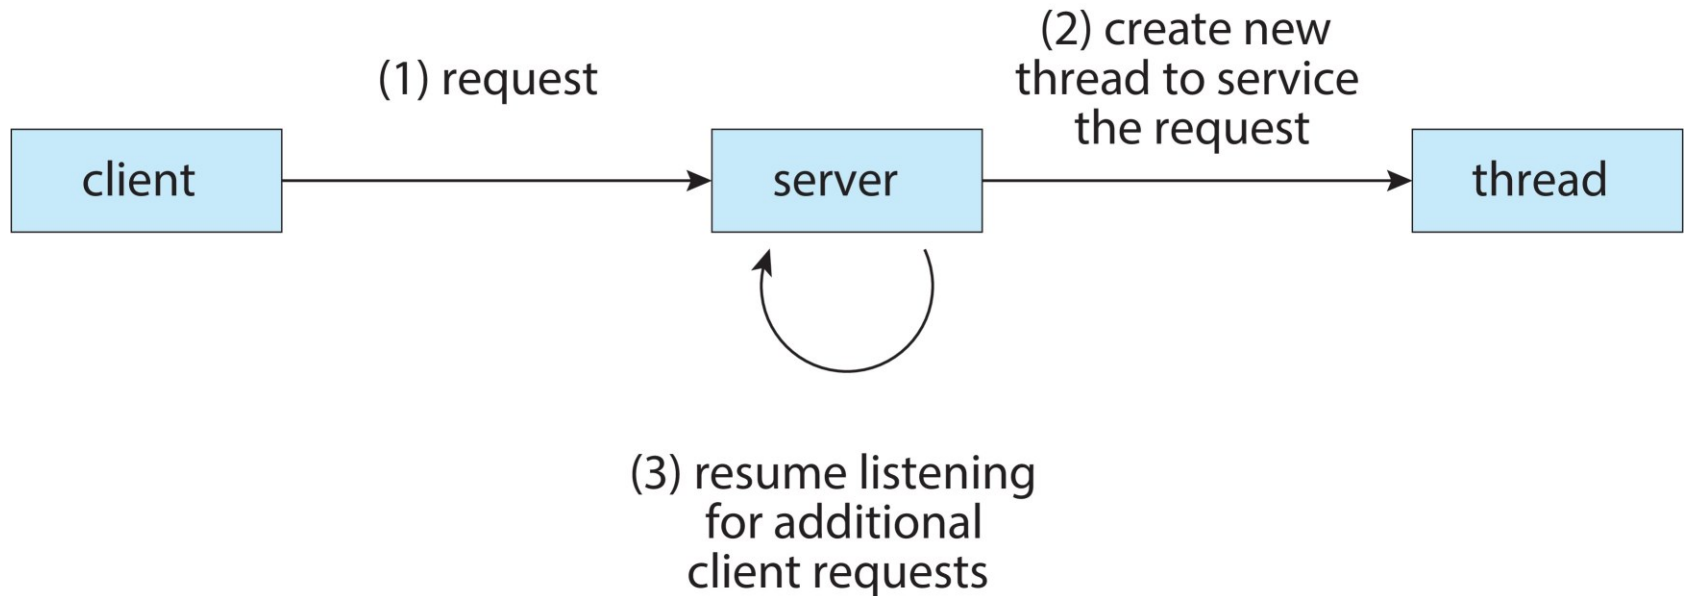 (1) request
(2) create new
thread to service
the request
client
server
thread
(3) resume listening
for additional
client requests